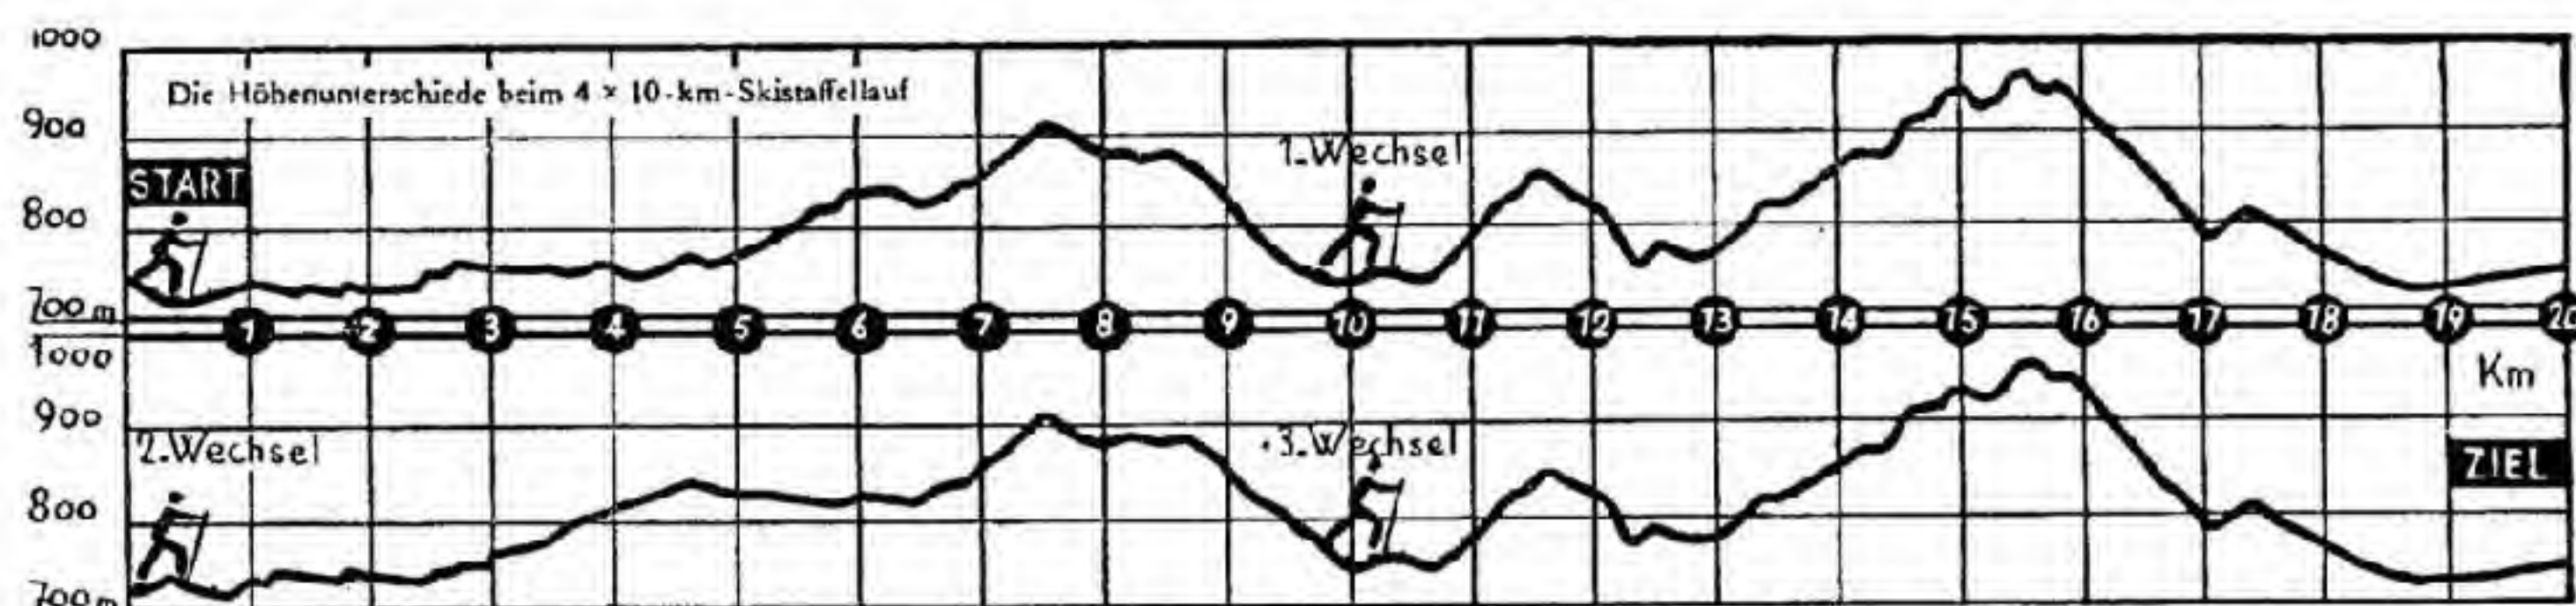 1000
Die Höhenunterschiede beim 4 × 10-km-Skistaffellauf
900
1.Wechsel
START
800
700 m
1 2 3 4 5 6 7 8 9 10 11 12 13 14 15 16 17 18 19 20
1000
Km
900
2.Wechsel
3.Wechsel
ZIEL
800
700 m